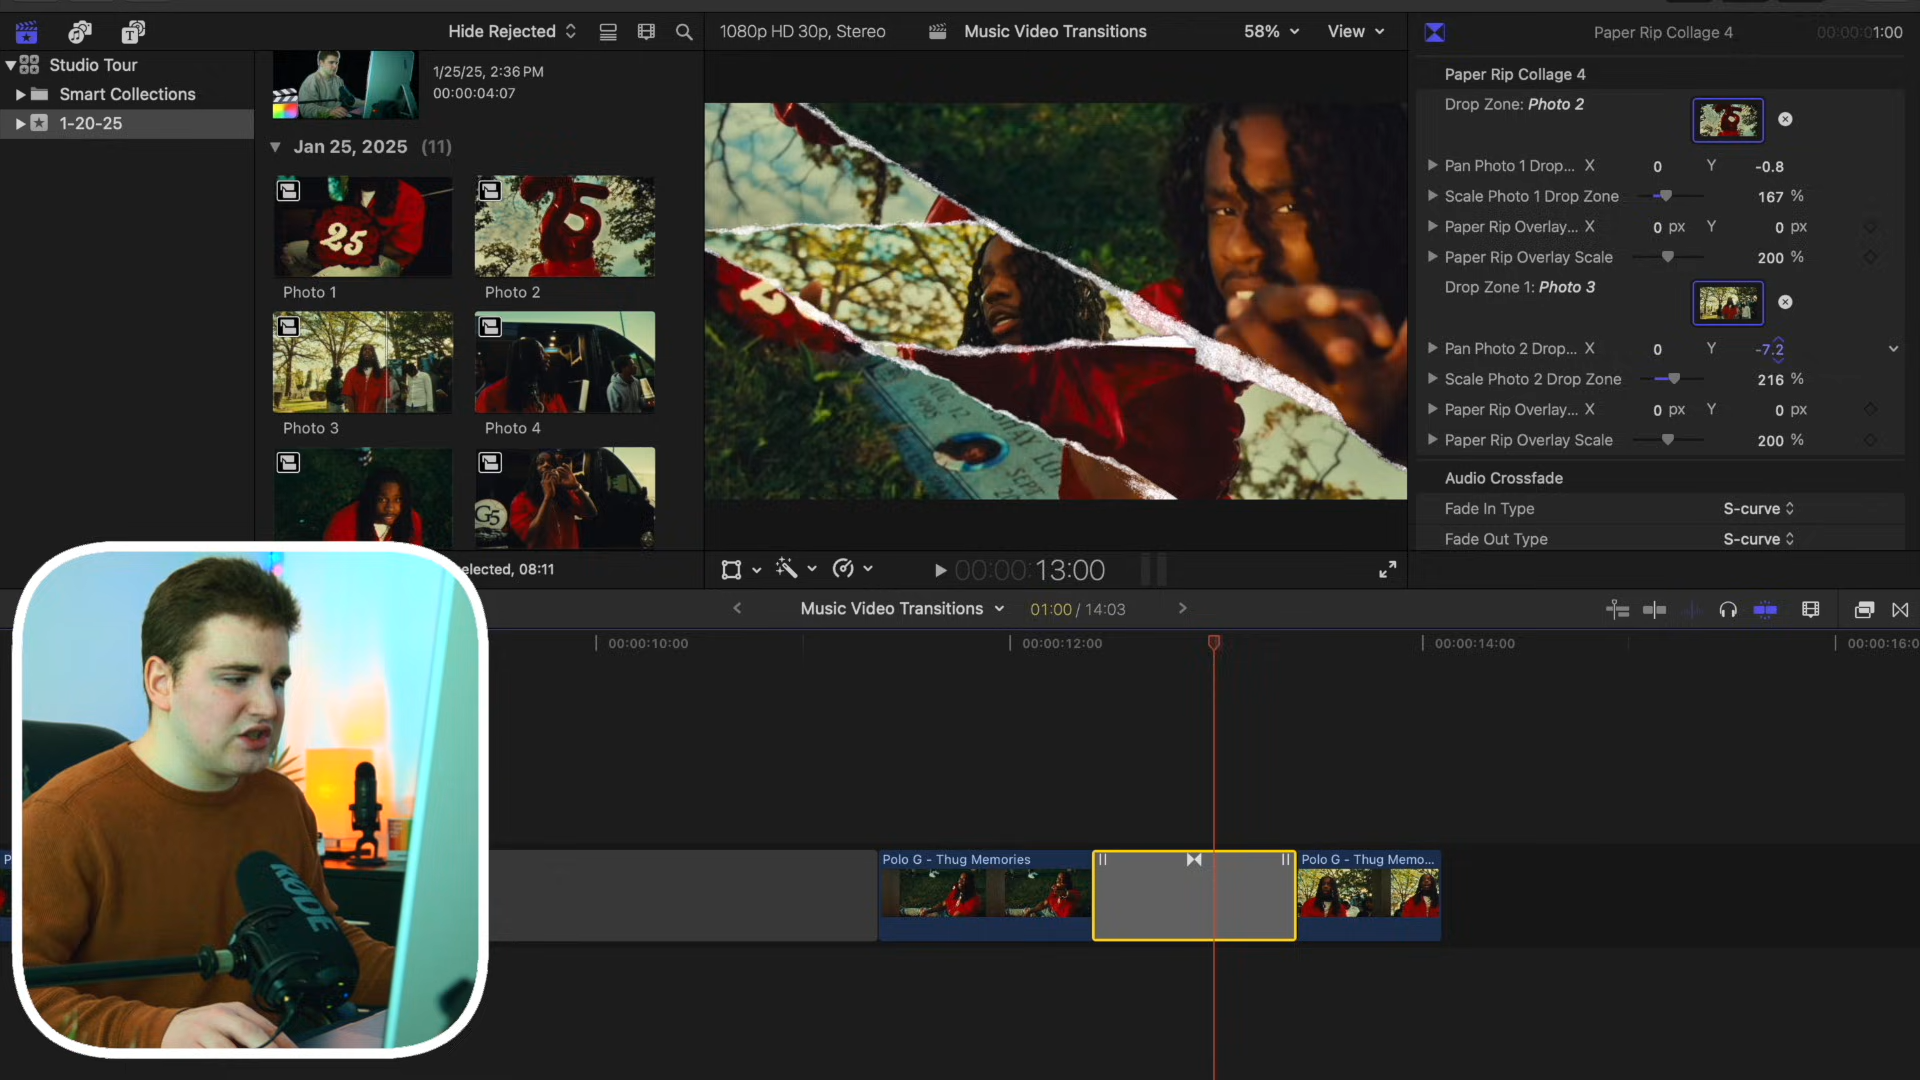 Hide Rejected
1080p HD 30p, Stereo
Music Video Transitions
58%
View
Paper Rip Collage 4
00:00:01:00
Studio Tour
Smart Collections
1-20-25
1/25/25, 2:36 PM
00:00:04:07
Jan 25, 2025 (11)
25
Photo 1
Photo 2
Photo 3
Photo 4
G5
elected, 08:11
Paper Rip Collage 4
Drop Zone: Photo 2
Pan Photo 1 Drop... X 0 Y -0.8
Scale Photo 1 Drop Zone 167 %
Paper Rip Overlay... X 0 px Y 0 px
Paper Rip Overlay Scale 200 %
Drop Zone 1: Photo 3
Pan Photo 2 Drop... X 0 Y -7.2
Scale Photo 2 Drop Zone 216 %
Paper Rip Overlay... X 0 px Y 0 px
Paper Rip Overlay Scale 200 %
Audio Crossfade
Fade In Type S-curve
Fade Out Type S-curve
00:00:13:00
Music Video Transitions
01:00 / 14:03
00:00:10:00
00:00:12:00
00:00:14:00
00:00:16:0
P
Polo G - Thug Memories
Polo G - Thug Memo...
RODE